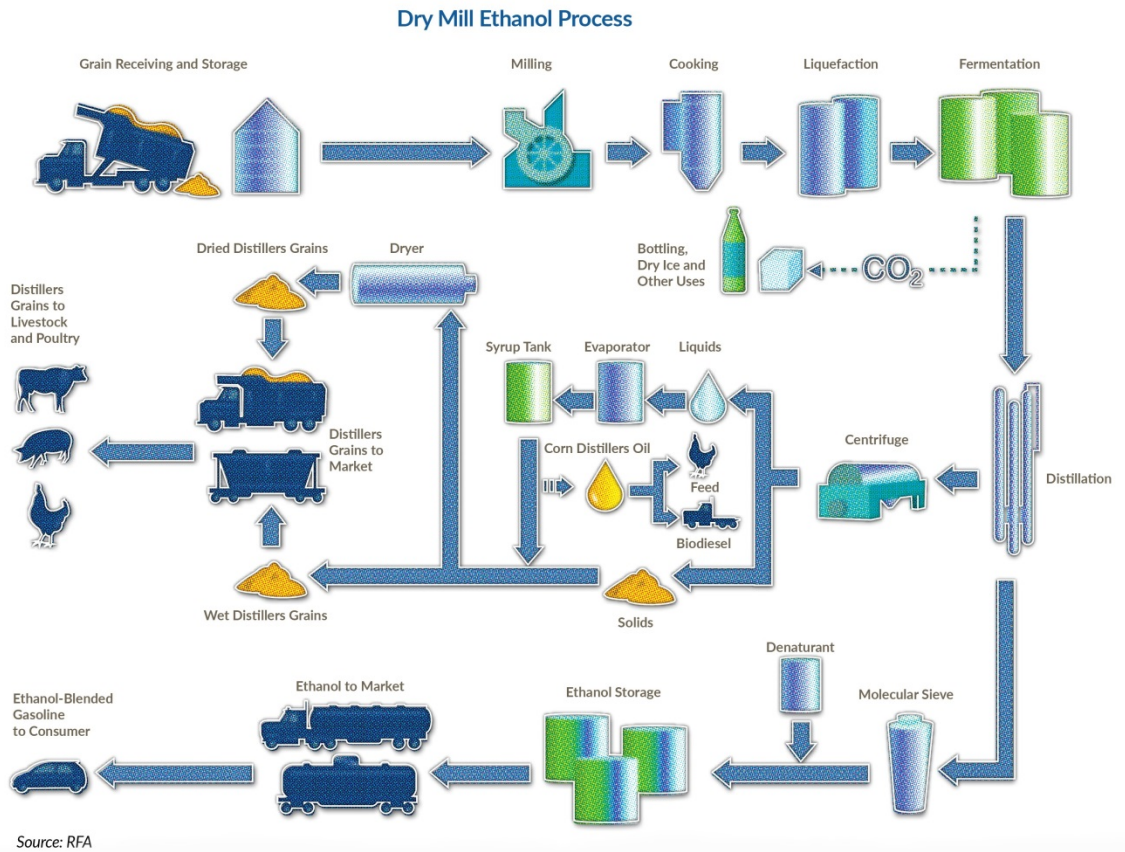 Dry Mill Ethanol Process
Grain Receiving and Storage
Milling
Cooking
Liquefaction
Fermentation
Bottling,
Dry Ice and
Other Uses
CO₂
Dried Distillers Grains
Dryer
Distillers
Grains to
Livestock
and Poultry
Syrup Tank
Evaporator
Liquids
Distillers
Grains to
Market
Corn Distillers Oil
Feed
Biodiesel
Centrifuge
Distillation
Wet Distillers Grains
Solids
Denaturant
Molecular Sieve
Ethanol Storage
Ethanol to Market
Ethanol-Blended
Gasoline
to Consumer
Source: RFA